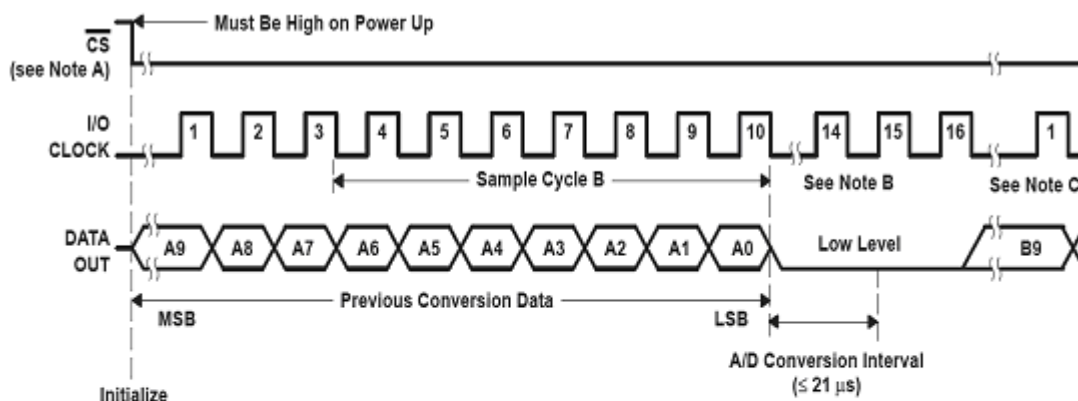 Must Be High on Power Up
CS
(see Note A)
I/O
CLOCK
1 2 3 4 5 6 7 8 9 10 14 15 16 1
Sample Cycle B
See Note B
See Note C
DATA
OUT
A9 A8 A7 A6 A5 A4 A3 A2 A1 A0 Low Level B9
Previous Conversion Data
MSB
LSB
A/D Conversion Interval
(≤ 21 μs)
Initialize